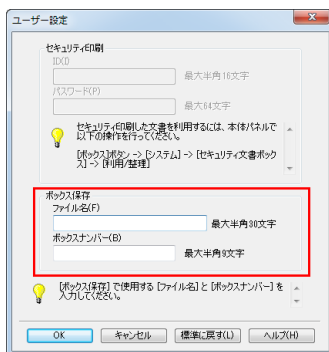 ユーザー設定
セキュリティ印刷
ID(D)
最大半角16文字
パスワード(P)
最大64文字
セキュリティ印刷した文書を利用するには、本体パネルで
以下の操作を行ってください。
[ボックス]ボタン -> [システム] -> [セキュリティ文書ボック
ス] -> [利用/整理]
ボックス保存
ファイル名(F)
最大半角30文字
ボックスナンバー(B)
最大半角9文字
[ボックス保存] で使用する [ファイル名] と [ボックスナンバー] を
入力してください。
OK
キャンセル
標準に戻す(L)
ヘルプ(H)